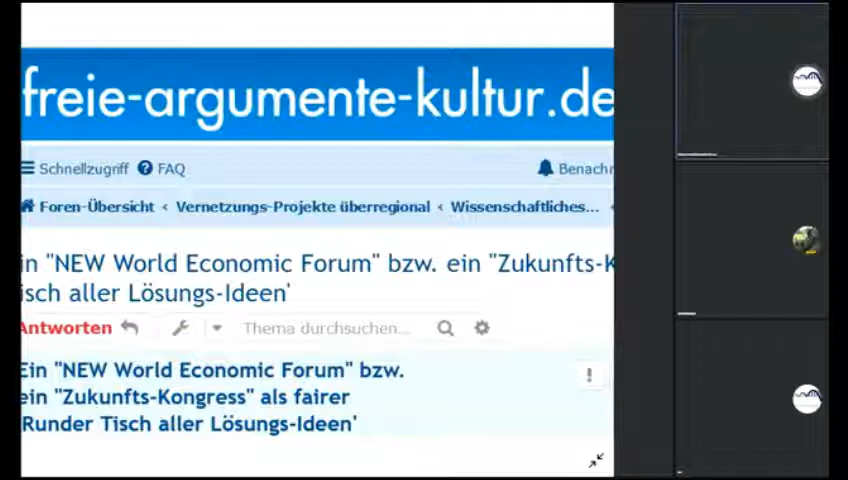 freie-argumente-kultur.de
Schnellzugriff FAQ Benachr
Foren-Übersicht ‹ Vernetzungs-Projekte überregional ‹ Wissenschaftliches... ‹
in "NEW World Economic Forum" bzw. ein "Zukunfts-K
isch aller Lösungs-Ideen'
Antworten Thema durchsuchen...
Ein "NEW World Economic Forum" bzw.
ein "Zukunfts-Kongress" als fairer
'Runder Tisch aller Lösungs-Ideen'